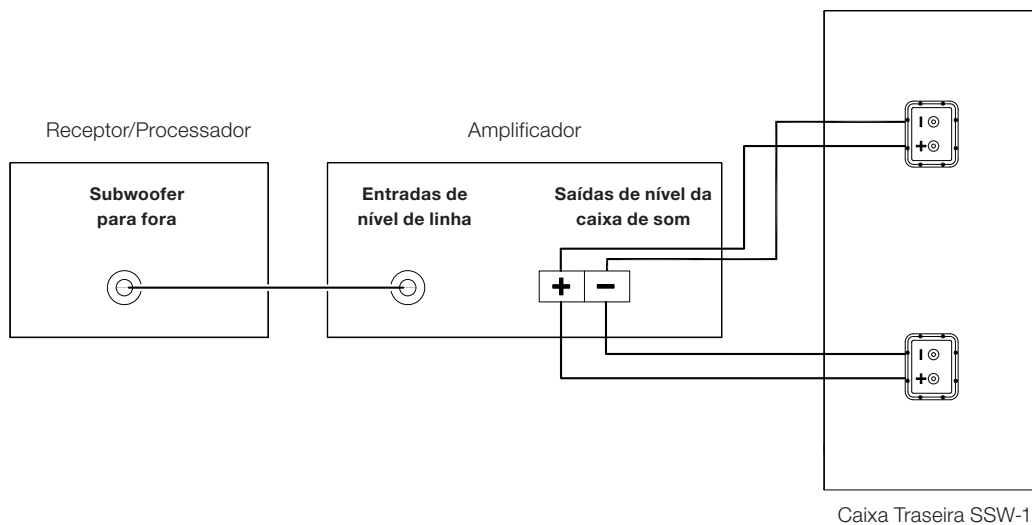 Receptor/Processador
Amplificador
Subwoofer
para fora
Entradas de
nível de linha
Saídas de nível da
caixa de som
+ −
− +
− +
Caixa Traseira SSW-1